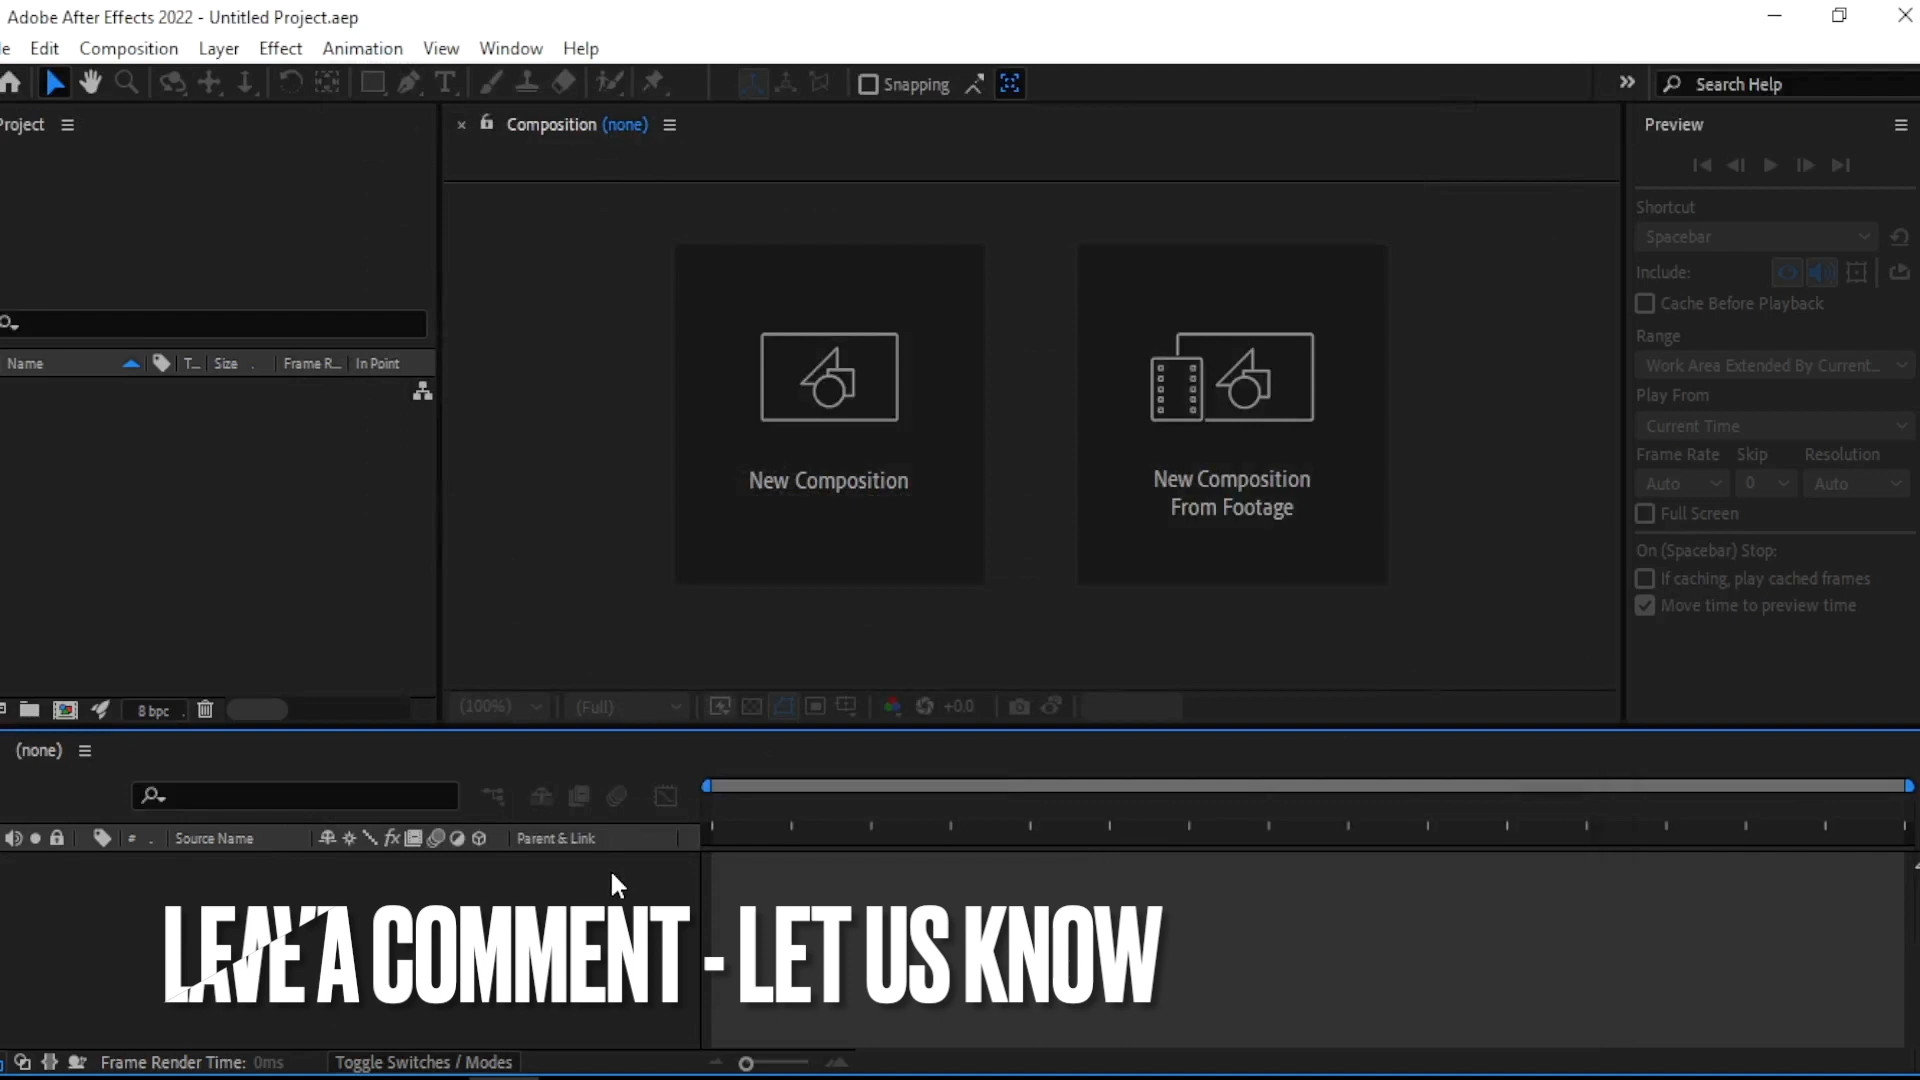 Adobe After Effects 2022 - Untitled Project.aep
le Edit Composition Layer Effect Animation View Window Help
Snapping
Search Help
Project
Composition (none)
Preview
Shortcut
Spacebar
Include:
Cache Before Playback
Range
Work Area Extended By Current...
Play From
Current Time
Frame Rate Skip Resolution
Auto 0 Auto
Full Screen
On (Spacebar) Stop:
If caching, play cached frames
Move time to preview time
Name T... Size Frame R... In Point
New Composition
New Composition
From Footage
8 bpc
(100%) (Full) +0.0
(none)
# Source Name fx Parent & Link
LEAVE A COMMENT - LET US KNOW
Frame Render Time: 0ms Toggle Switches / Modes